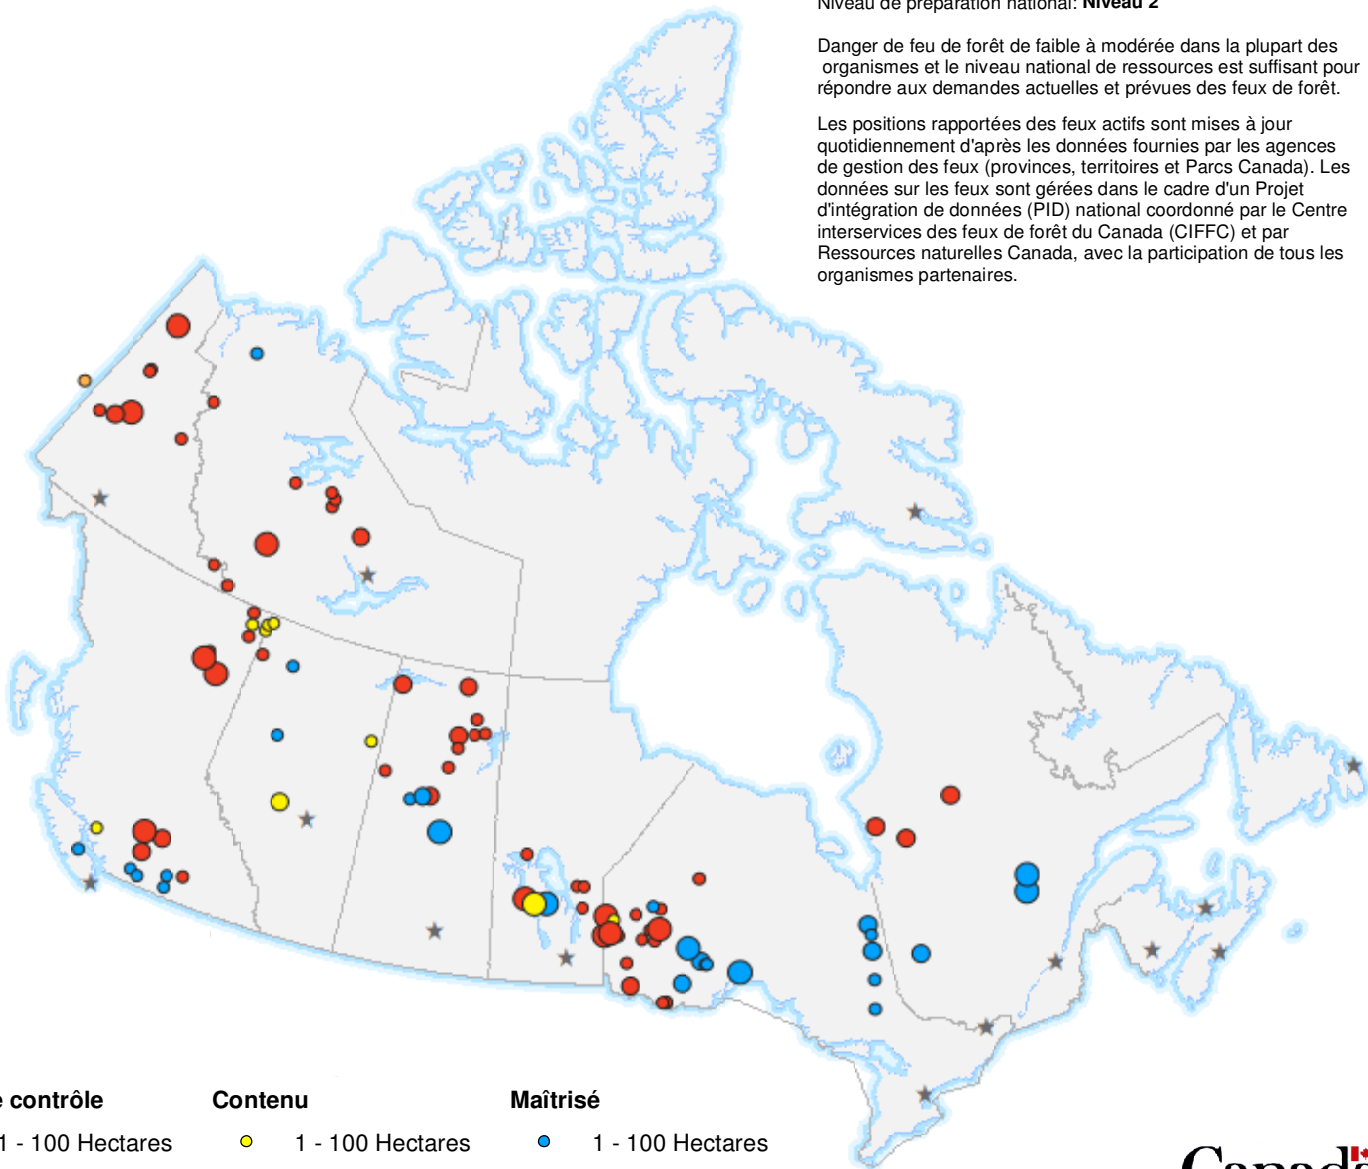 Niveau de préparation national: Niveau 2
Danger de feu de forêt de faible à modérée dans la plupart des
organismes et le niveau national de ressources est suffisant pour
répondre aux demandes actuelles et prévues des feux de forêt.
Les positions rapportées des feux actifs sont mises à jour
quotidiennement d'après les données fournies par les agences
de gestion des feux (provinces, territoires et Parcs Canada). Les
données sur les feux sont gérées dans le cadre d'un Projet
d'intégration de données (PID) national coordonné par le Centre
interservices des feux de forêt du Canada (CIFFC) et par
Ressources naturelles Canada, avec la participation de tous les
organismes partenaires.
contrôle Contenu Maîtrisé
1 - 100 Hectares 1 - 100 Hectares 1 - 100 Hectares